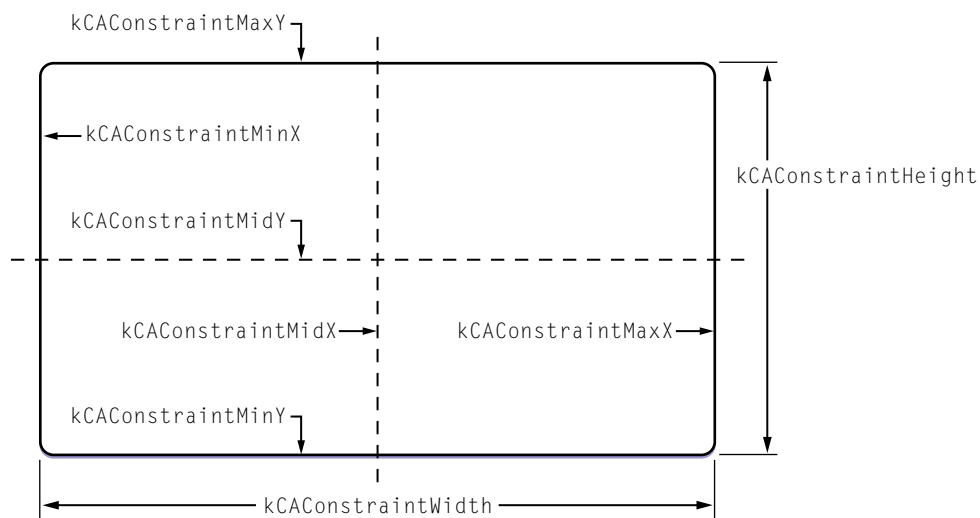 kCAConstraintMaxY
kCAConstraintMinX
kCAConstraintHeight
kCAConstraintMidY
kCAConstraintMidX
kCAConstraintMaxX
kCAConstraintMinY
kCAConstraintWidth